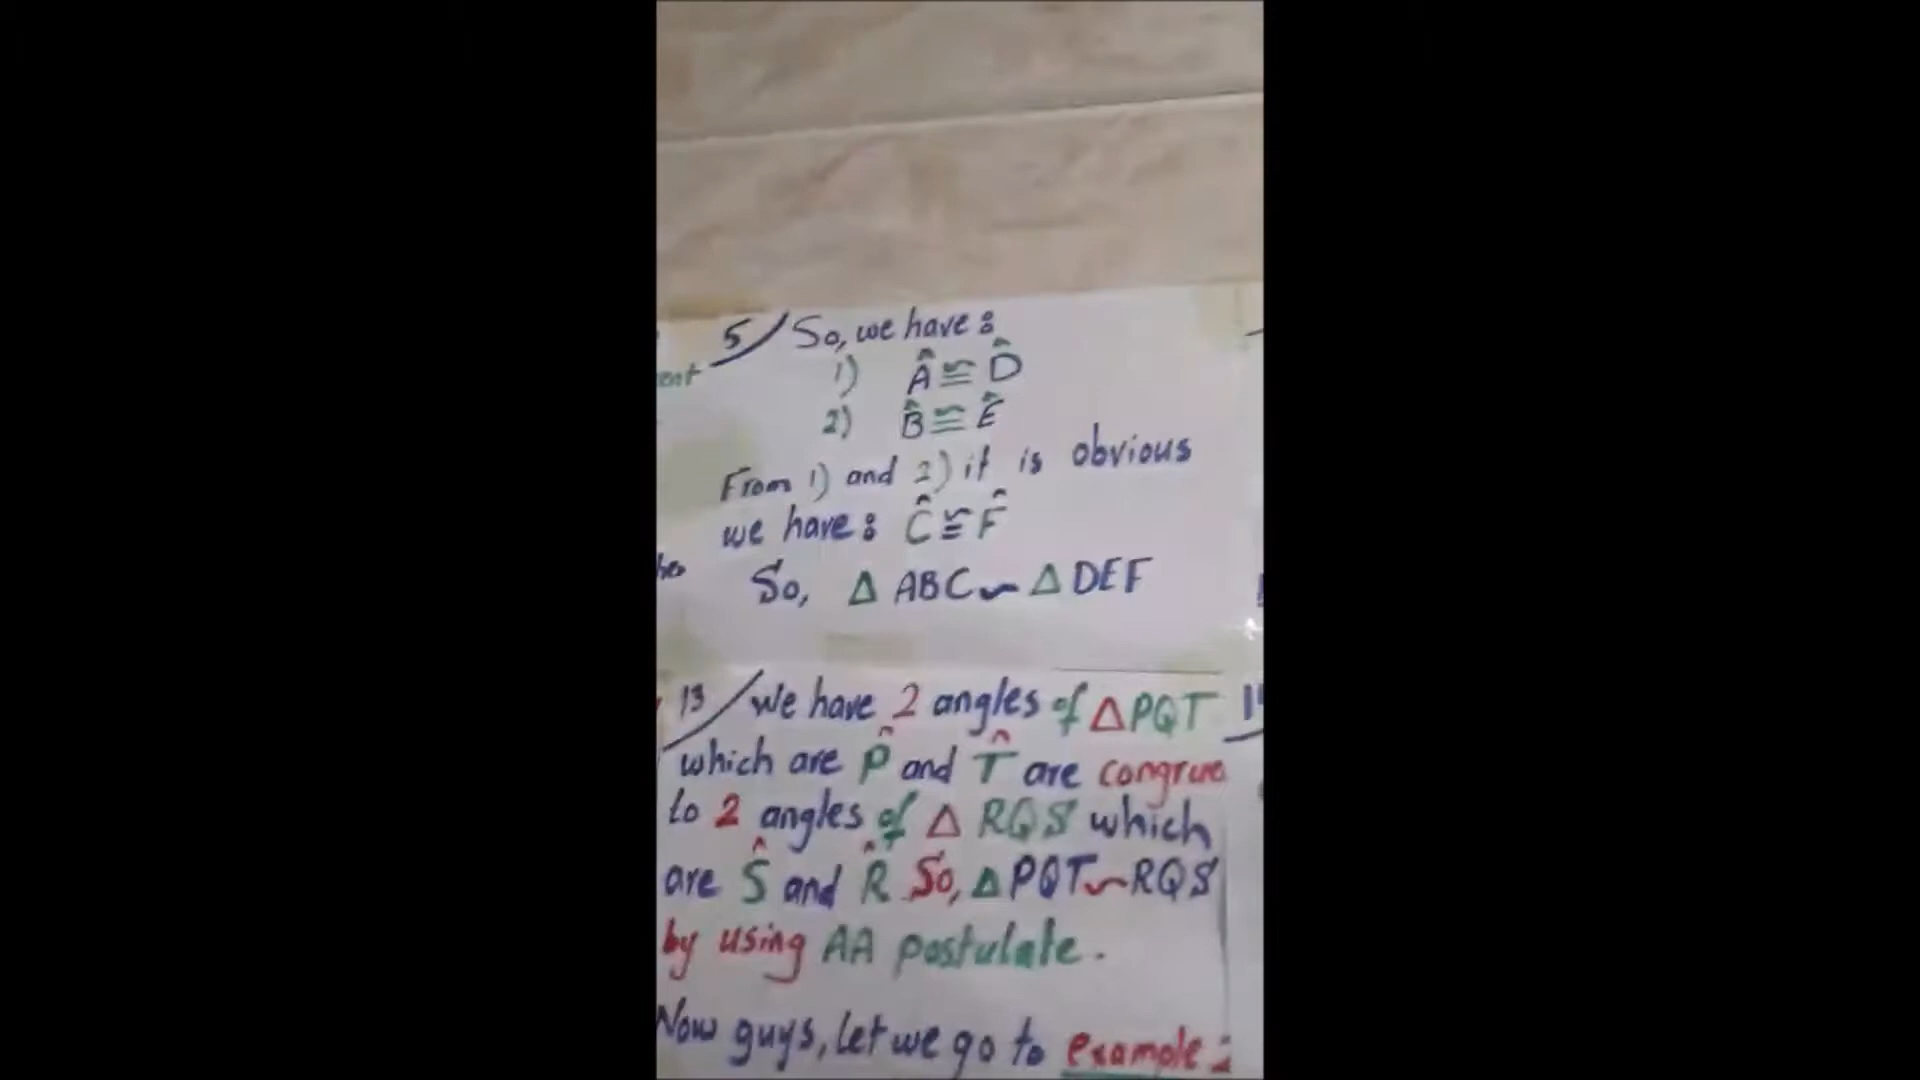 5/ So, we have:
ent 1) Â ≅ D̂
2) B̂ ≅ Ê
From 1) and 2) it is obvious
we have: Ĉ ≅ F̂
So, Δ ABC ~ Δ DEF
13/ We have 2 angles of Δ PQT
which are P̂ and T̂ are congrue
to 2 angles of Δ RQS which
are Ŝ and R̂ So, Δ PQT ~ RQS
by using AA postulate.
Now guys, let we go to example